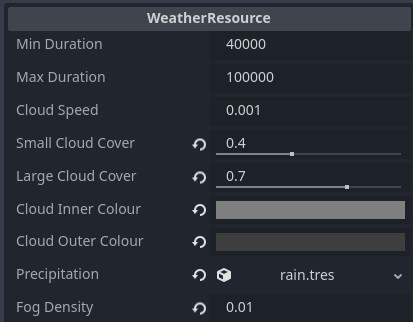 WeatherResource
Min Duration 40000
Max Duration 100000
Cloud Speed 0.001
Small Cloud Cover 0.4
Large Cloud Cover 0.7
Cloud Inner Colour
Cloud Outer Colour
Precipitation rain.tres
Fog Density 0.01